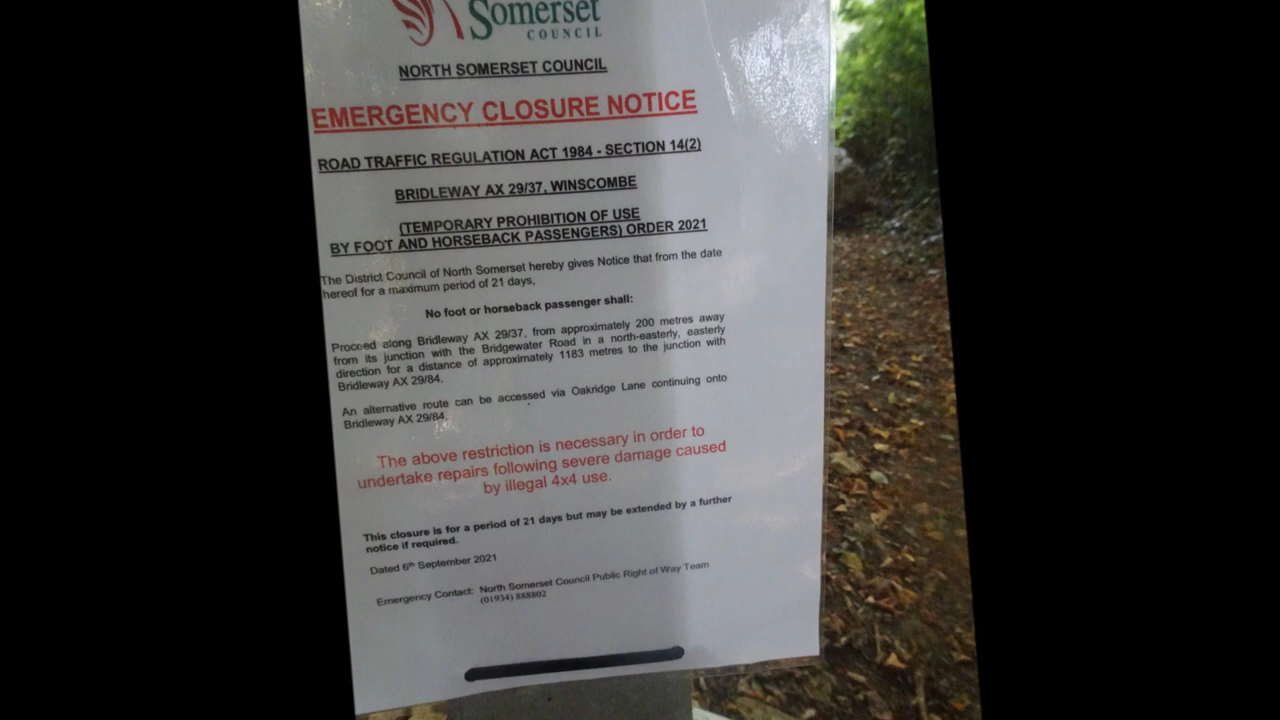 Somerset
COUNCIL
NORTH SOMERSET COUNCIL
EMERGENCY CLOSURE NOTICE
ROAD TRAFFIC REGULATION ACT 1984 - SECTION 14(2)
BRIDLEWAY AX 29/37, WINSCOMBE
(TEMPORARY PROHIBITION OF USE
BY FOOT AND HORSEBACK PASSENGERS) ORDER 2021
The District Council of North Somerset hereby gives Notice that from the date
hereof for a maximum period of 21 days,
No foot or horseback passenger shall:
Proceed along Bridleway AX 29/37, from approximately 200 metres away
from its junction with the Bridgewater Road in a north-easterly, easterly
direction for a distance of approximately 1183 metres to the junction with
Bridleway AX 29/84.
An alternative route can be accessed via Oakridge Lane continuing onto
Bridleway AX 29/84.
The above restriction is necessary in order to
undertake repairs following severe damage caused
by illegal 4x4 use.
This closure is for a period of 21 days but may be extended by a further
notice if required.
Dated 6th September 2021
Emergency Contact: North Somerset Council Public Right of Way Team
(01934) 888802